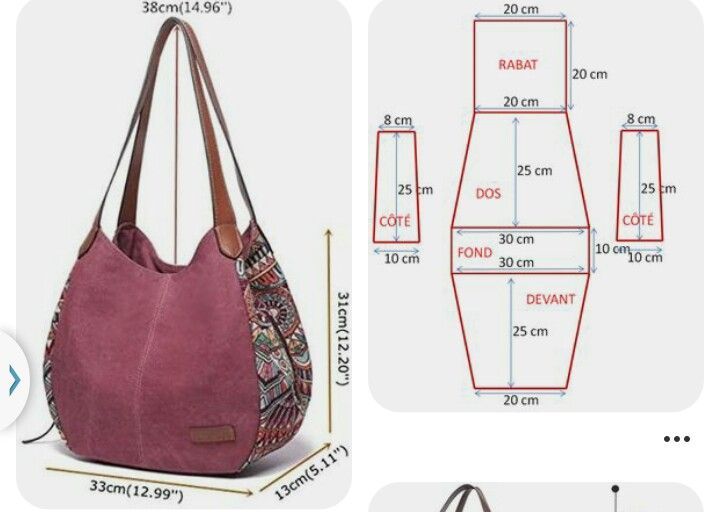 38cm(14.96")
31cm(12.20")
33cm(12.99")
13cm(5.11")
20 cm
RABAT
20 cm
20 cm
8 cm
8 cm
25 cm
25 cm
25 cm
DOS
CÔTÉ
CÔTÉ
30 cm
10 cm
FOND
10 cm
10 cm
30 cm
DEVANT
25 cm
20 cm